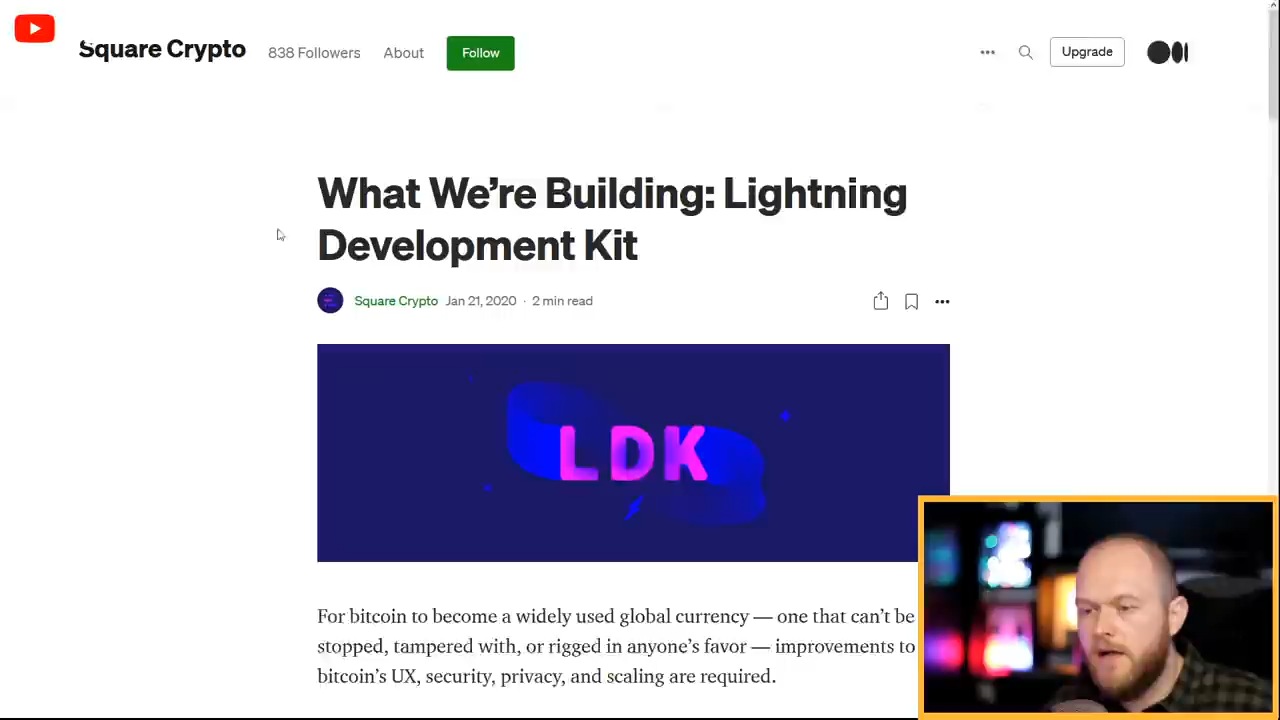 Square Crypto 838 Followers About Follow Upgrade
What We’re Building: Lightning
Development Kit
Square Crypto Jan 21, 2020 · 2 min read
LDK
For bitcoin to become a widely used global currency — one that can’t be
stopped, tampered with, or rigged in anyone’s favor — improvements to
bitcoin’s UX, security, privacy, and scaling are required.